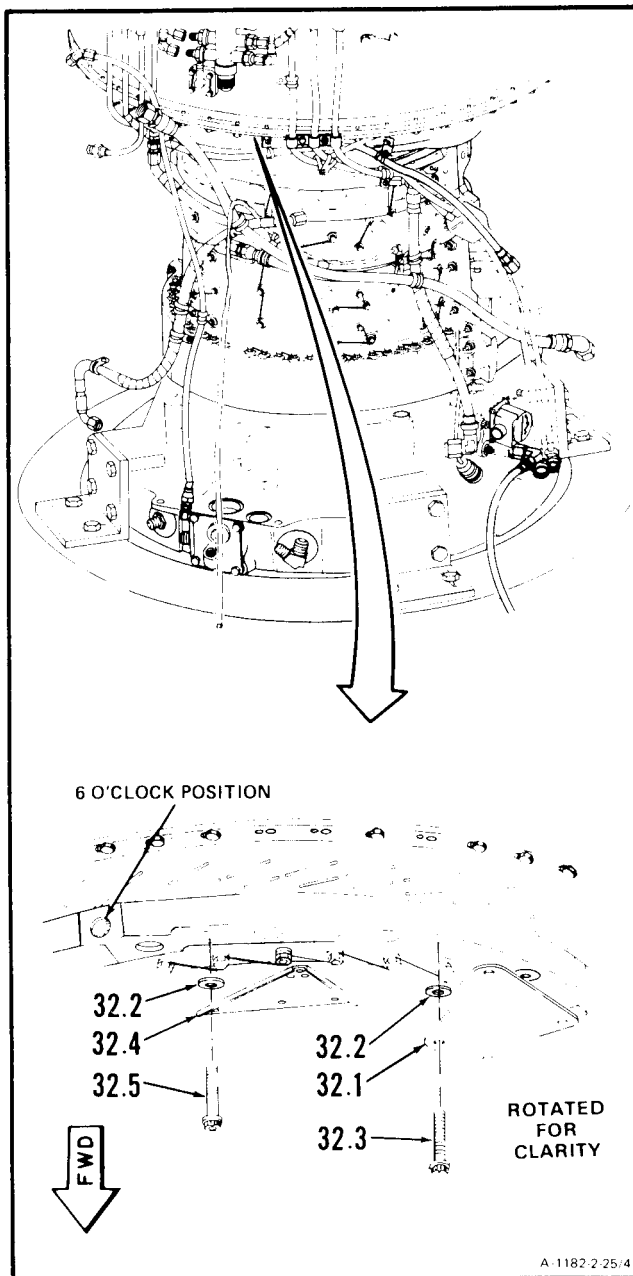 6 O'CLOCK POSITION
32.2
32.4
32.5
32.2
32.1
32.3
ROTATED
FOR
CLARITY
FWD
A-1182-2-25/4